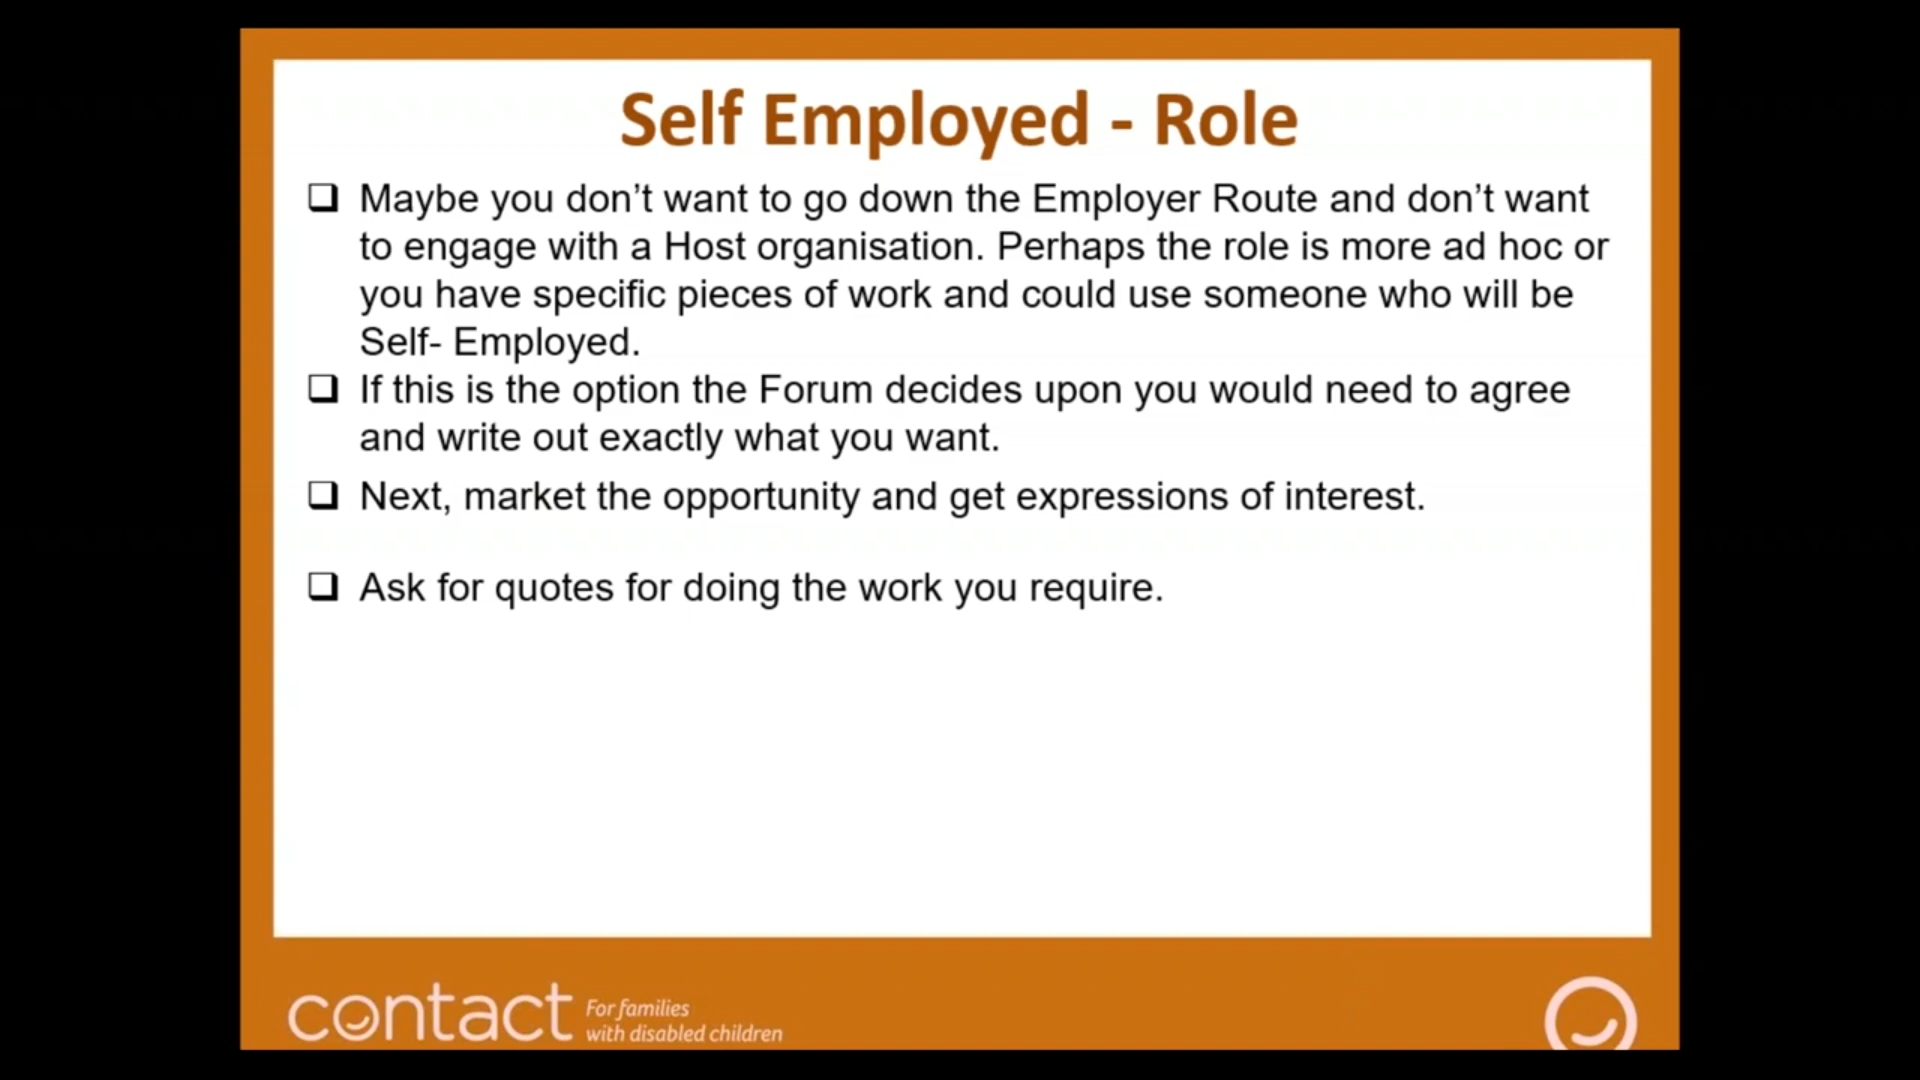 Self Employed - Role
❑ Maybe you don’t want to go down the Employer Route and don’t want
to engage with a Host organisation. Perhaps the role is more ad hoc or
you have specific pieces of work and could use someone who will be
Self- Employed.
❑ If this is the option the Forum decides upon you would need to agree
and write out exactly what you want.
❑ Next, market the opportunity and get expressions of interest.
❑ Ask for quotes for doing the work you require.
contact
For families
with disabled children